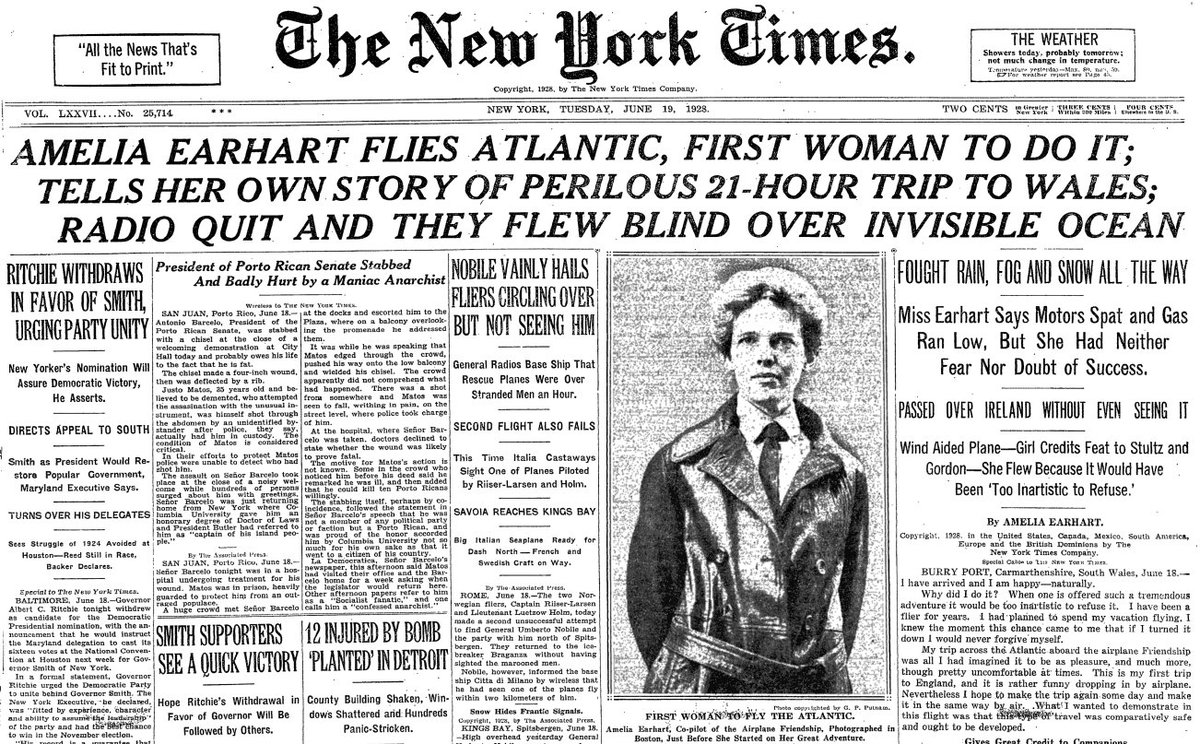 "All the News That's
Fit to Print."
The New York Times.
THE WEATHER
Showers today, probably tomorrow;
not much change in temperature.
Copyright, 1928, by The New York Times Company.
VOL. LXXVII....No. 25,714.
* * *
NEW YORK, TUESDAY, JUNE 19, 1928.
TWO CENTS in Greater New York | THREE CENTS Within 200 Miles | FOUR CENTS Elsewhere in the U. S.
AMELIA EARHART FLIES ATLANTIC, FIRST WOMAN TO DO IT;
TELLS HER OWN STORY OF PERILOUS 21-HOUR TRIP TO WALES;
RADIO QUIT AND THEY FLEW BLIND OVER INVISIBLE OCEAN
RITCHIE WITHDRAWS
IN FAVOR OF SMITH,
URGING PARTY UNITY
New Yorker's Nomination Will
Assure Democratic Victory,
He Asserts.
DIRECTS APPEAL TO SOUTH
Smith as President Would Re-
store Popular Government,
Maryland Executive Says.
TURNS OVER HIS DELEGATES
Sees Struggle of 1924 Avoided at
Houston—Reed Still in Race,
Backer Declares.
Special to The New York Times.
BALTIMORE, June 18.—Governor
Albert C. Ritchie tonight withdrew
as candidate for the Democratic
Presidential nomination, with the an-
nouncement that he would instruct
the Maryland delegation to cast its
sixteen votes at the National Conven-
tion at Houston next week for Gov-
ernor Smith of New York.
In a formal statement, Governor
Ritchie urged the Democratic Party
to unite behind Governor Smith. The
New York Executive, he declared,
was "fitted by experience, character
and ability to assume the leadership
of the party and had the best chance
to win in the November election.
"His record is a guarantee that
President of Porto Rican Senate Stabbed
And Badly Hurt by a Maniac Anarchist
Wireless to THE NEW YORK TIMES.
SAN JUAN, Porto Rico, June 18.—
Antonio Barcelo, President of the
Porto Rican Senate, was stabbed
with a chisel at the close of a
welcoming demonstration at City
Hall today and probably owes his life
to the fact that he is fat.
The chisel made a four-inch wound,
then was deflected by a rib.
Justo Matos, 35 years old and be-
lieved to be demented, who attempted
the assassination with the unusual in-
strument, was himself shot through
the abdomen by an unidentified by-
stander after police, they say,
actually had him in custody. The
condition of Matos is considered
critical.
In their efforts to protect Matos
police were unable to detect who had
shot him.
The assault on Señor Barcelo took
place at the close of a noisy wel-
come while hundreds of persons
surged about him with greetings.
Señor Barcelo was just returning
home from New York where Co-
lumbia University gave him an
honorary degree of Doctor of Laws
and President Butler had referred to
him as "captain of his island peo-
ple."
By The Associated Press.
SAN JUAN, Porto Rico, June 18.—
Señor Barcelo tonight was in a hos-
pital undergoing treatment for his
wound. Matos was in prison, heavily
guarded to protect him from an out-
raged populace.
A huge crowd met Señor Barcelo
at the docks and escorted him to the
Plaza, where on a balcony overlook-
ing the promenade he addressed
them.
It was while he was speaking that
Matos edged through the crowd,
pushed his way onto the low balcony
and wielded his chisel. The crowd
apparently did not comprehend what
had happened. There was a shot
from somewhere and Matos was
seen to fall, writhing in pain, on the
street level, where police took charge
of him.
At the hospital, where Señor Bar-
celo was taken, doctors declined to
state whether the wound was likely
to prove fatal.
The motive for Matos's action is
not known. Some in the crowd who
noticed him before his deed said he
remarked he was ill, and then added
that he could kill ten Porto Ricans
willingly.
The stabbing itself, perhaps by co-
incidence, followed the statement in
Señor Barcelo's speech that he was
not a member of any political party
or faction but a Porto Rican, and
was proud of the honor accorded
him by Columbia University not so
much for his own sake as that it
went to a citizen of his country.
La Democratica, Señor Barcelo's
newspaper, this afternoon said Matos
had visited their office and the Bar-
celo home for a week asking when
the legislator would return here.
Other afternoon papers refer to him
as a "Socialist fanatic," and one
calls him a "confessed anarchist."
SMITH SUPPORTERS
SEE A QUICK VICTORY
Hope Ritchie's Withdrawal in
Favor of Governor Will Be
Followed by Others.
12 INJURED BY BOMB
'PLANTED' IN DETROIT
County Building Shaken, Win-
dows Shattered and Hundreds
Panic-Stricken.
NOBILE VAINLY HAILS
FLIERS CIRCLING OVER
BUT NOT SEEING HIM
General Radios Base Ship That
Rescue Planes Were Over
Stranded Men an Hour.
SECOND FLIGHT ALSO FAILS
This Time Italia Castaways
Sight One of Planes Piloted
by Riiser-Larsen and Holm.
SAVOIA REACHES KINGS BAY
Big Italian Seaplane Ready for
Dash North—French and
Swedish Craft on Way.
By The Associated Press.
ROME, June 18.—The two Nor-
wegian fliers, Captain Riiser-Larsen
and Lieutenant Luetzow Holm, today
made a second unsuccessful attempt
to find General Umberto Nobile and
the party with him north of Spits-
bergen. They returned to the ice-
breaker Braganza without having
sighted the marooned men.
Nobile, however, informed the base
ship Citta di Milano by wireless that
he had seen one of the planes fly
within two kilometers of him.
Snow Hides Frantic Signals.
Copyright, 1928, by The Associated Press.
KINGS BAY, Spitsbergen, June 18.
—High overhead yesterday General
Photo copyrighted by G. P. Putnam.
FIRST WOMAN TO FLY THE ATLANTIC.
Amelia Earhart, Co-pilot of the Airplane Friendship, Photographed in
Boston, Just Before She Started on Her Great Adventure.
FOUGHT RAIN, FOG AND SNOW ALL THE WAY
Miss Earhart Says Motors Spat and Gas
Ran Low, But She Had Neither
Fear Nor Doubt of Success.
PASSED OVER IRELAND WITHOUT EVEN SEEING IT
Wind Aided Plane—Girl Credits Feat to Stultz and
Gordon—She Flew Because It Would Have
Been 'Too Inartistic to Refuse.'
By AMELIA EARHART.
Copyright, 1928, in the United States, Canada, Mexico, South America,
Europe and the British Dominions by The
New York Times Company.
Special Cable to THE NEW YORK TIMES.
BURRY PORT, Carmarthenshire, South Wales, June 18.—
I have arrived and I am happy—naturally.
Why did I do it? When one is offered such a tremendous
adventure it would be too inartistic to refuse it. I have been a
flier for years. I had planned to spend my vacation flying. I
knew the moment this chance came to me that if I turned it
down I would never forgive myself.
My trip across the Atlantic aboard the airplane Friendship
was all I had imagined it to be as pleasure, and much more,
though pretty uncomfortable at times. This is my first trip
to England, and it is rather funny dropping in by airplane.
Nevertheless I hope to make the trip again some day and make
it in the same way by air. What I wanted to demonstrate in
this flight was that this type of travel was comparatively safe
and ought to be developed.
Gives Great Credit to Companions.